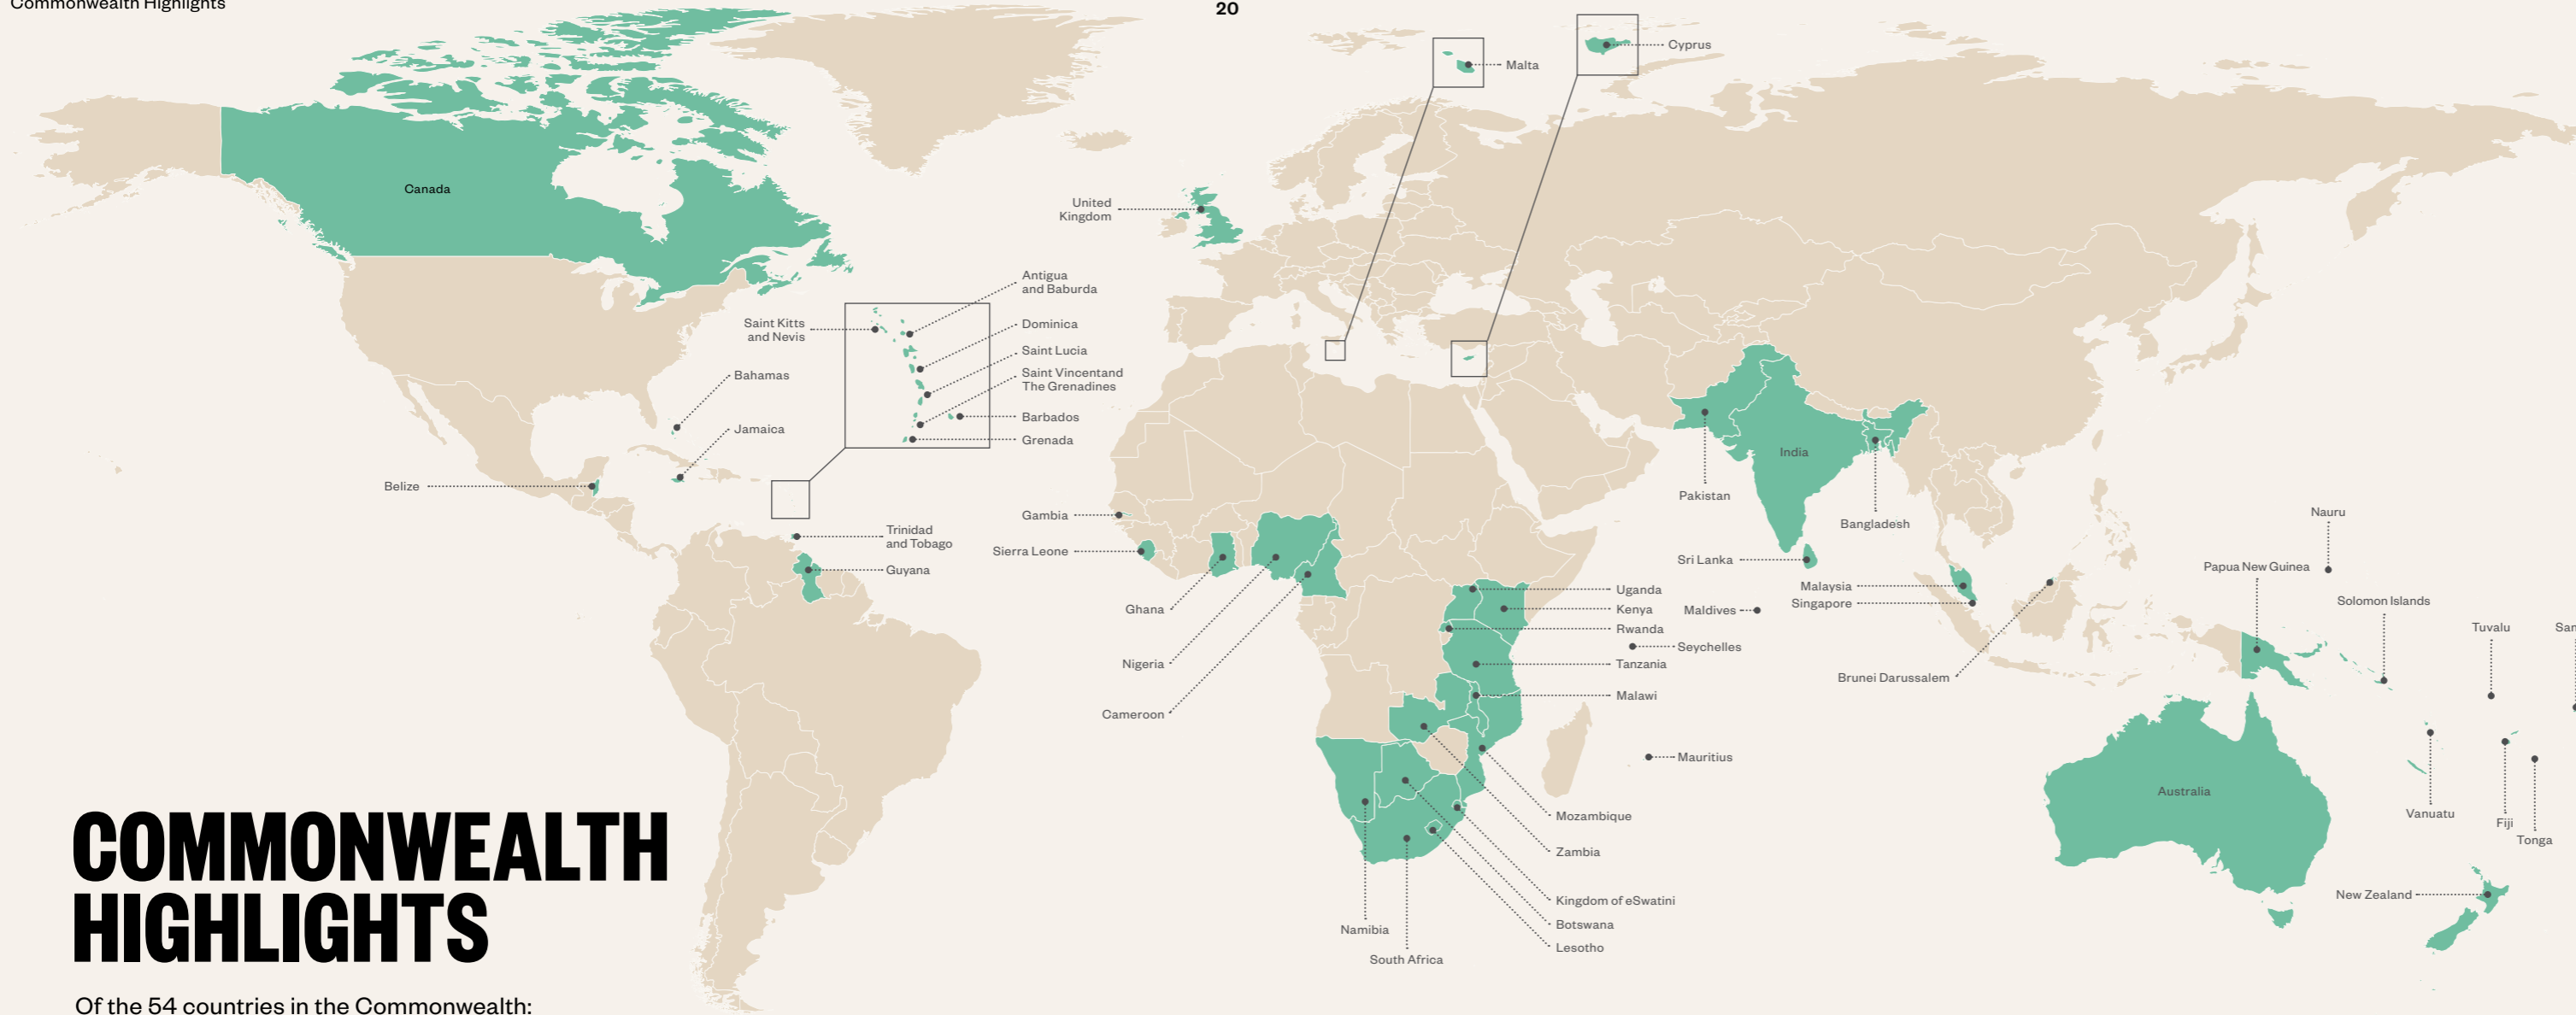 Commonwealth Highlights
20
Cyprus
Malta
Canada
United
Kingdom
Antigua
and Baburda
Saint Kitts
and Nevis
Dominica
Saint Lucia
Saint Vincentand
The Grenadines
Bahamas
Barbados
Jamaica
Grenada
Belize
Trinidad
and Tobago
Guyana
Gambia
Sierra Leone
Ghana
Nigeria
Cameroon
Uganda
Kenya
Rwanda
Tanzania
Malawi
Seychelles
Maldives
Mauritius
Mozambique
Zambia
Kingdom of eSwatini
Botswana
Lesotho
Namibia
South Africa
Pakistan
India
Bangladesh
Sri Lanka
Malaysia
Singapore
Brunei Darussalem
Nauru
Papua New Guinea
Solomon Islands
Tuvalu
Australia
Vanuatu
Fiji
Tonga
New Zealand
COMMONWEALTH
HIGHLIGHTS
Of the 54 countries in the Commonwealth: